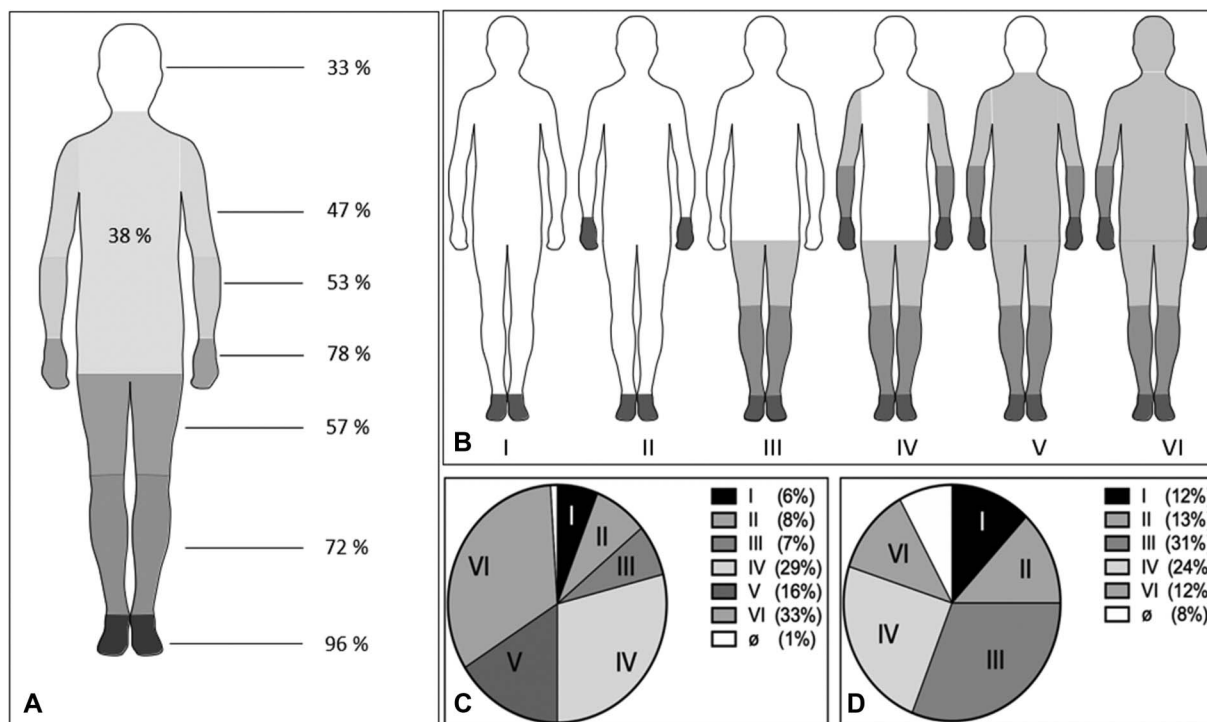 33 %
47 %
38 %
53 %
78 %
57 %
72 %
96 %
A
B
I II III IV V VI
I (6%)
II (8%)
III (7%)
IV (29%)
V (16%)
VI (33%)
ø (1%)
I
II
III
IV
V
VI
C
I (12%)
II (13%)
III (31%)
IV (24%)
VI (12%)
ø (8%)
I
II
III
IV
VI
D